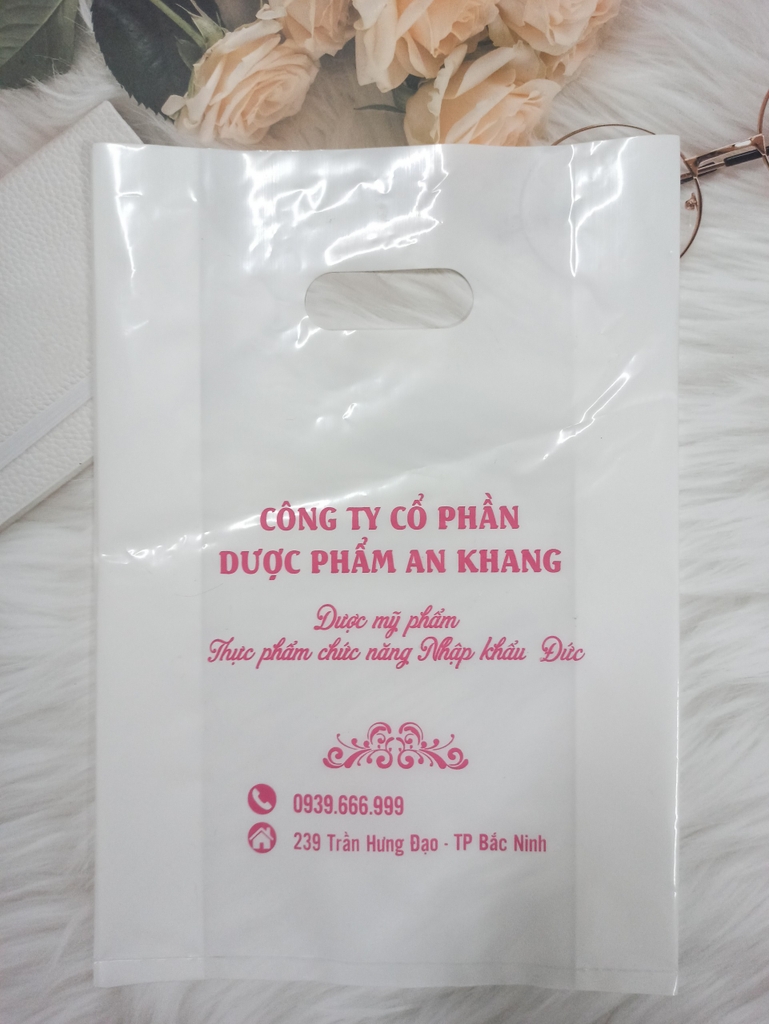 CÔNG TY CỔ PHẦN
DƯỢC PHẨM AN KHANG
Dược mỹ phẩm
Thực phẩm chức năng Nhập khẩu Đức
0939.666.999
239 Trần Hưng Đạo - TP Bắc Ninh